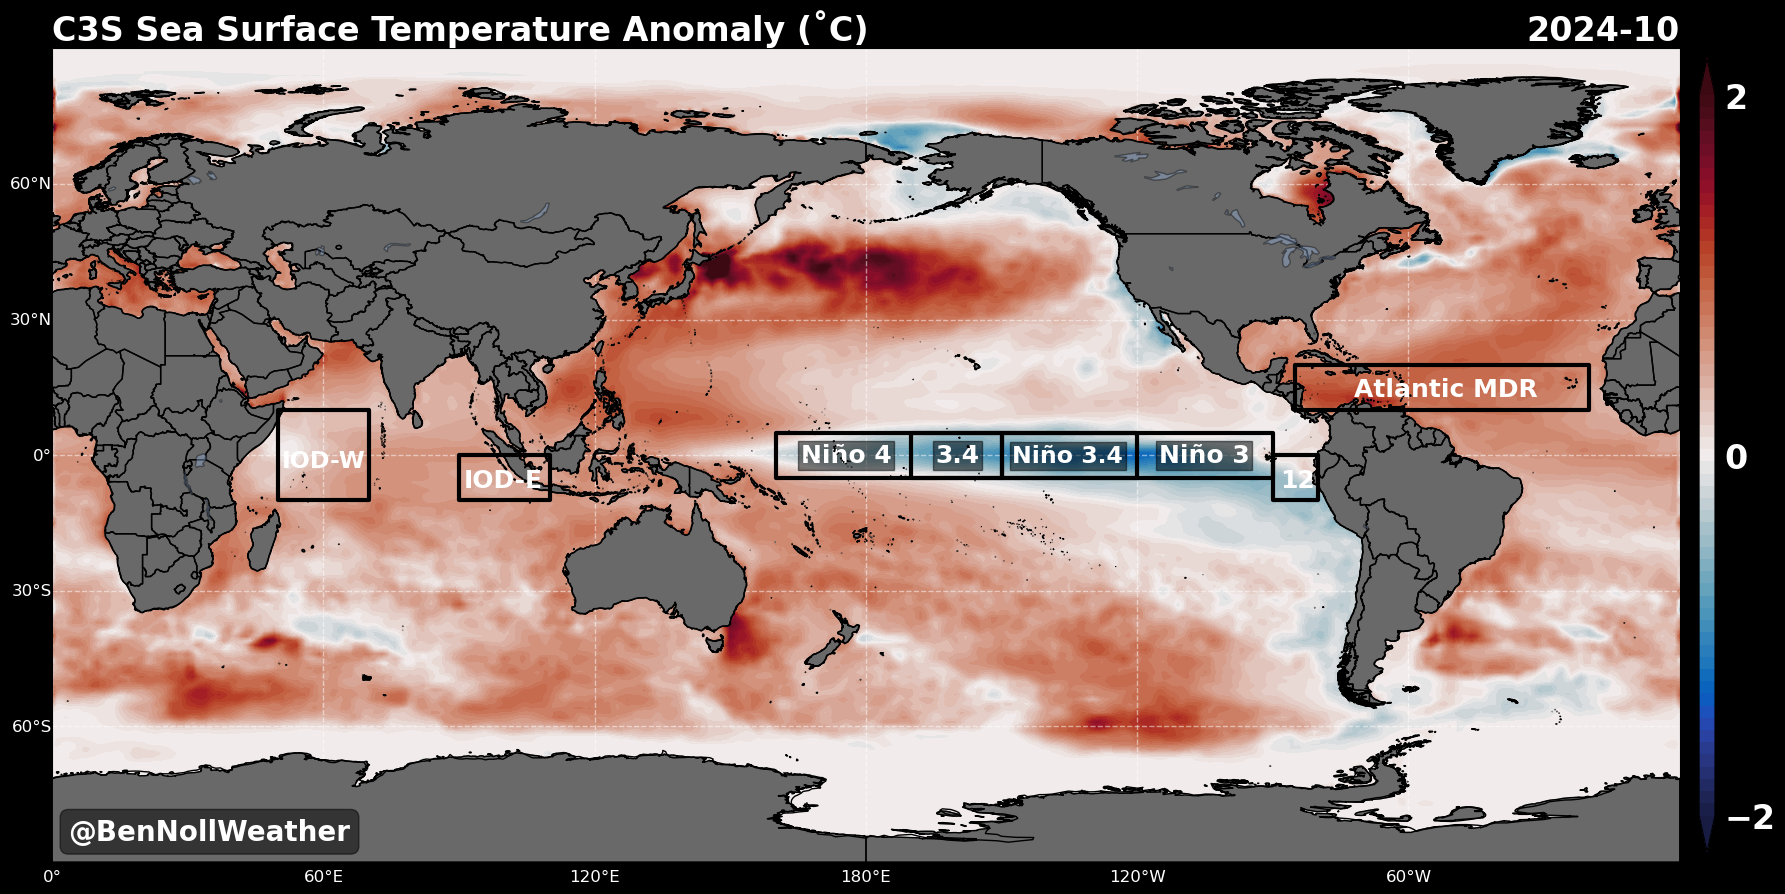 C3S Sea Surface Temperature Anomaly (˚C)
2024-10
2
0
−2
60°N
30°N
0°
30°S
60°S
Atlantic MDR
Niño 4
3.4
Niño 3.4
Niño 3
12
IOD-W
IOD-E
@BenNollWeather
0°
60°E
120°E
180°E
120°W
60°W